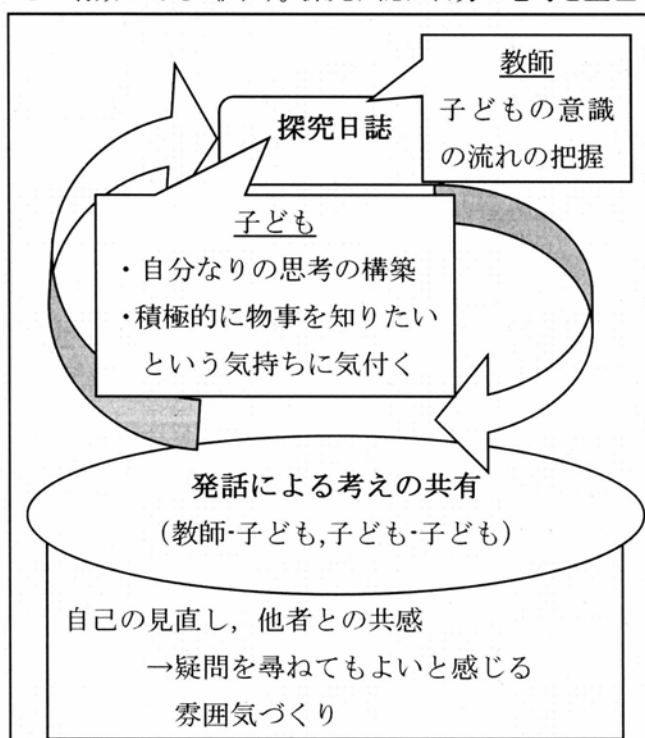 教師
子どもの意識
の流れの把握
探究日誌
子ども
・自分なりの思考の構築
・積極的に物事を知りたい
という気持ちに気付く
発話による考えの共有
（教師‐子ども,子ども‐子ども）
自己の見直し，他者との共感
→疑問を尋ねてもよいと感じる
雰囲気づくり